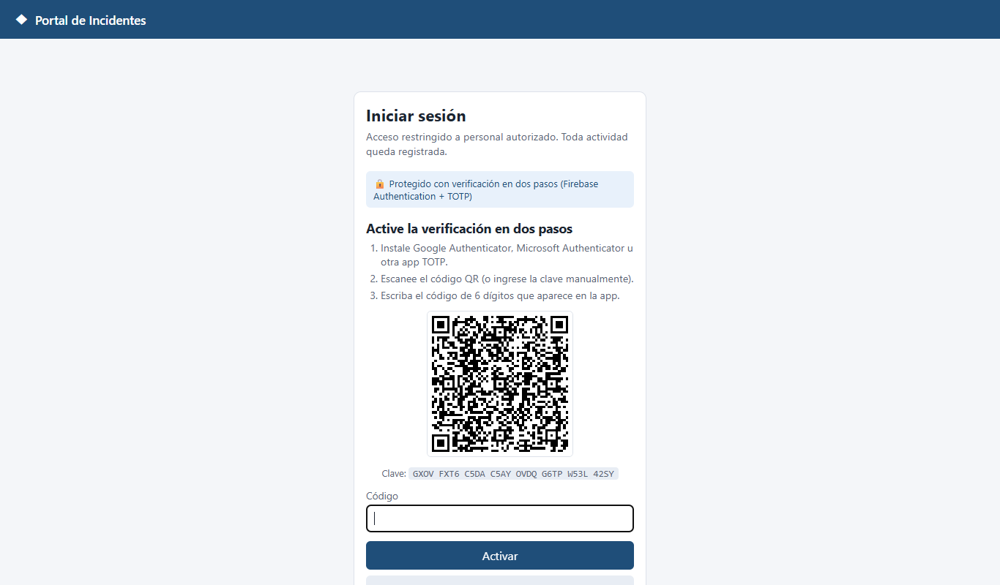 Portal de Incidentes
Iniciar sesión
Acceso restringido a personal autorizado. Toda actividad
queda registrada.
Protegido con verificación en dos pasos (Firebase
Authentication + TOTP)
Active la verificación en dos pasos
1. Instale Google Authenticator, Microsoft Authenticator u
otra app TOTP.
2. Escanee el código QR (o ingrese la clave manualmente).
3. Escriba el código de 6 dígitos que aparece en la app.
Clave: GXOV FXT6 C5DA C5AY OVDQ G6TP W53L 42SY
Código
Activar